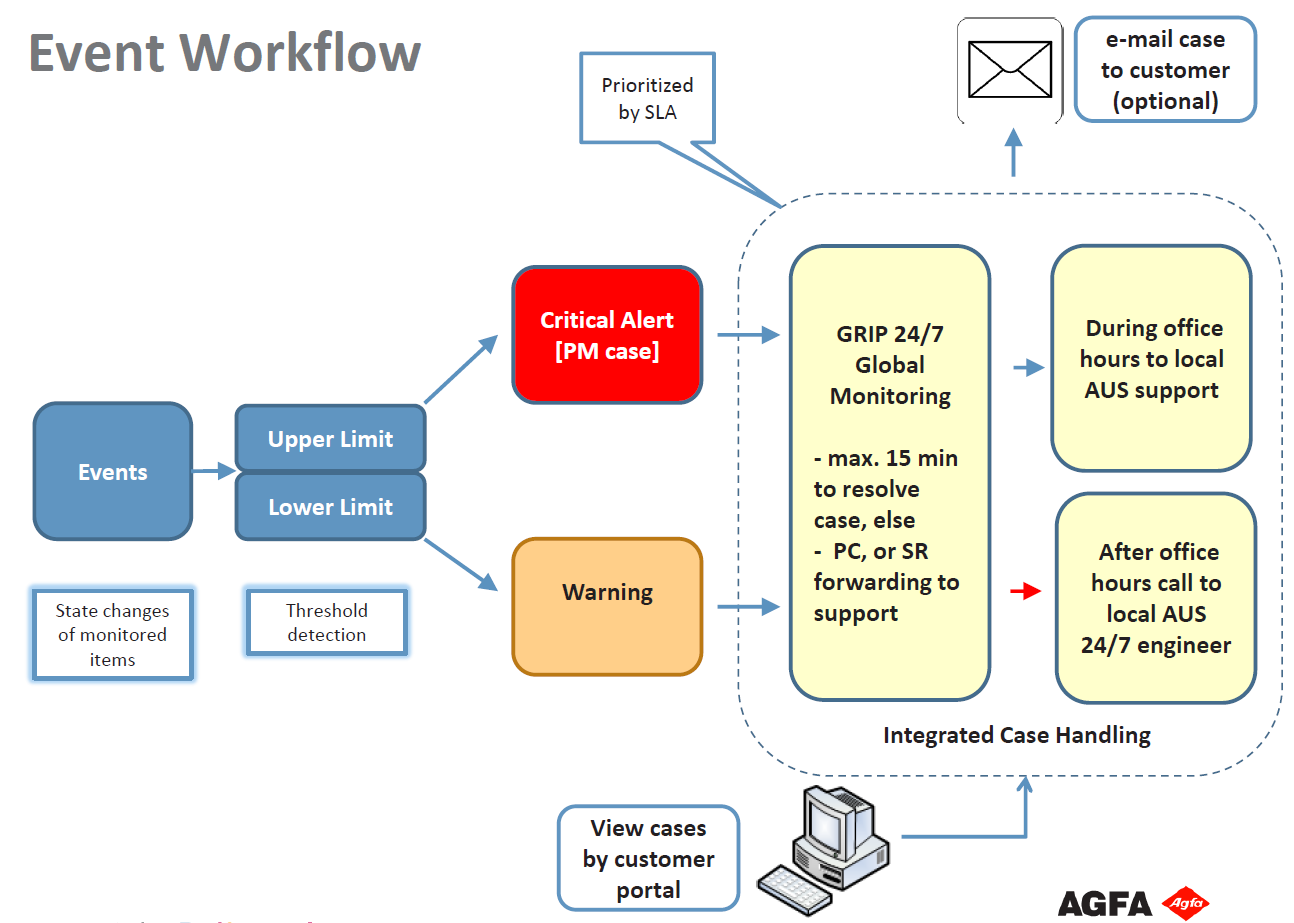 Event Workflow
Prioritized
by SLA
e-mail case
to customer
(optional)
Critical Alert
[PM case]
GRIP 24/7
Global
Monitoring
- max. 15 min
to resolve
case, else
- PC, or SR
forwarding to
support
During office
hours to local
AUS support
Events
Upper Limit
Lower Limit
Warning
After office
hours call to
local AUS
24/7 engineer
State changes
of monitored
items
Threshold
detection
Integrated Case Handling
View cases
by customer
portal
AGFA
Agfa